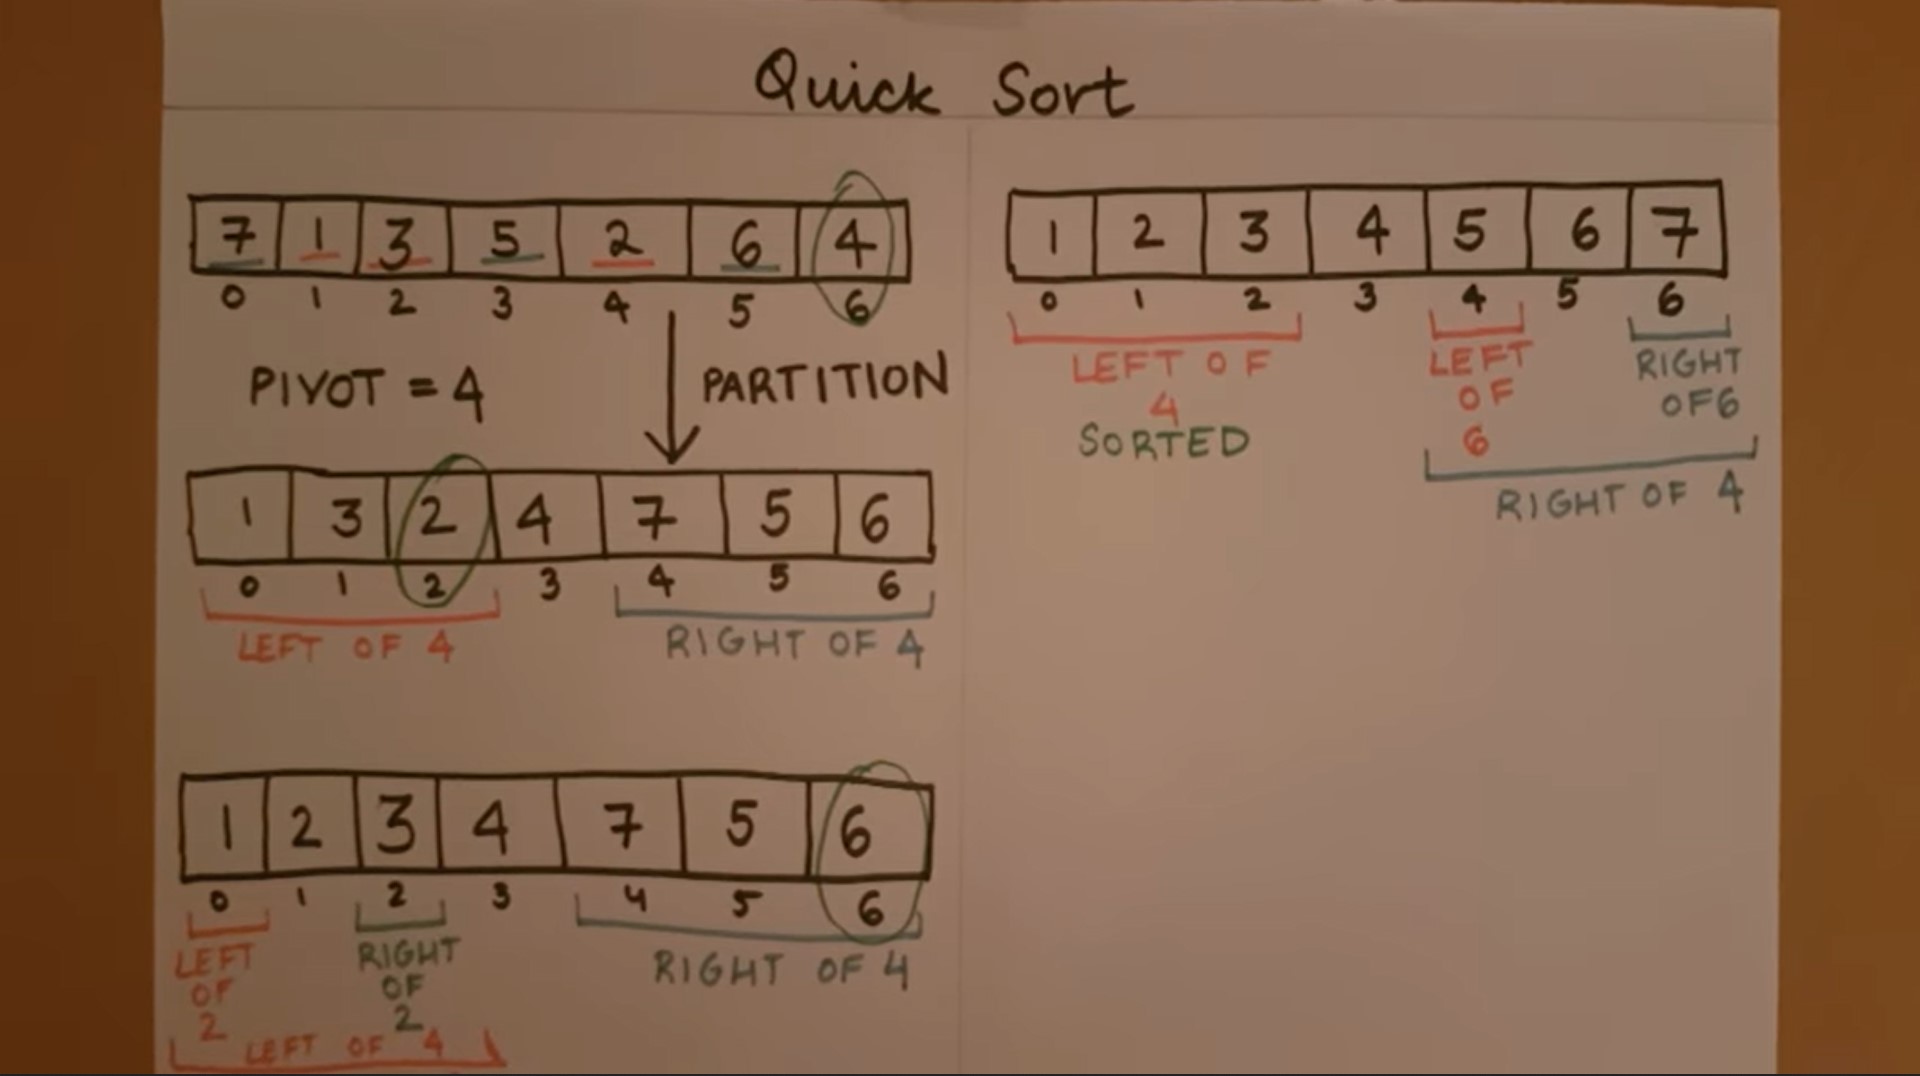 Quick Sort
7 1 3 5 2 6 4
0 1 2 3 4 5 6
PIVOT = 4
PARTITION
1 3 2 4 7 5 6
0 1 2 3 4 5 6
LEFT OF 4
RIGHT OF 4
1 2 3 4 7 5 6
0 1 2 3 4 5 6
LEFT
OF
2
RIGHT
OF
2
RIGHT OF 4
LEFT OF 4
1 2 3 4 5 6 7
0 1 2 3 4 5 6
LEFT OF
4
SORTED
LEFT
OF
6
RIGHT
OF6
RIGHT OF 4